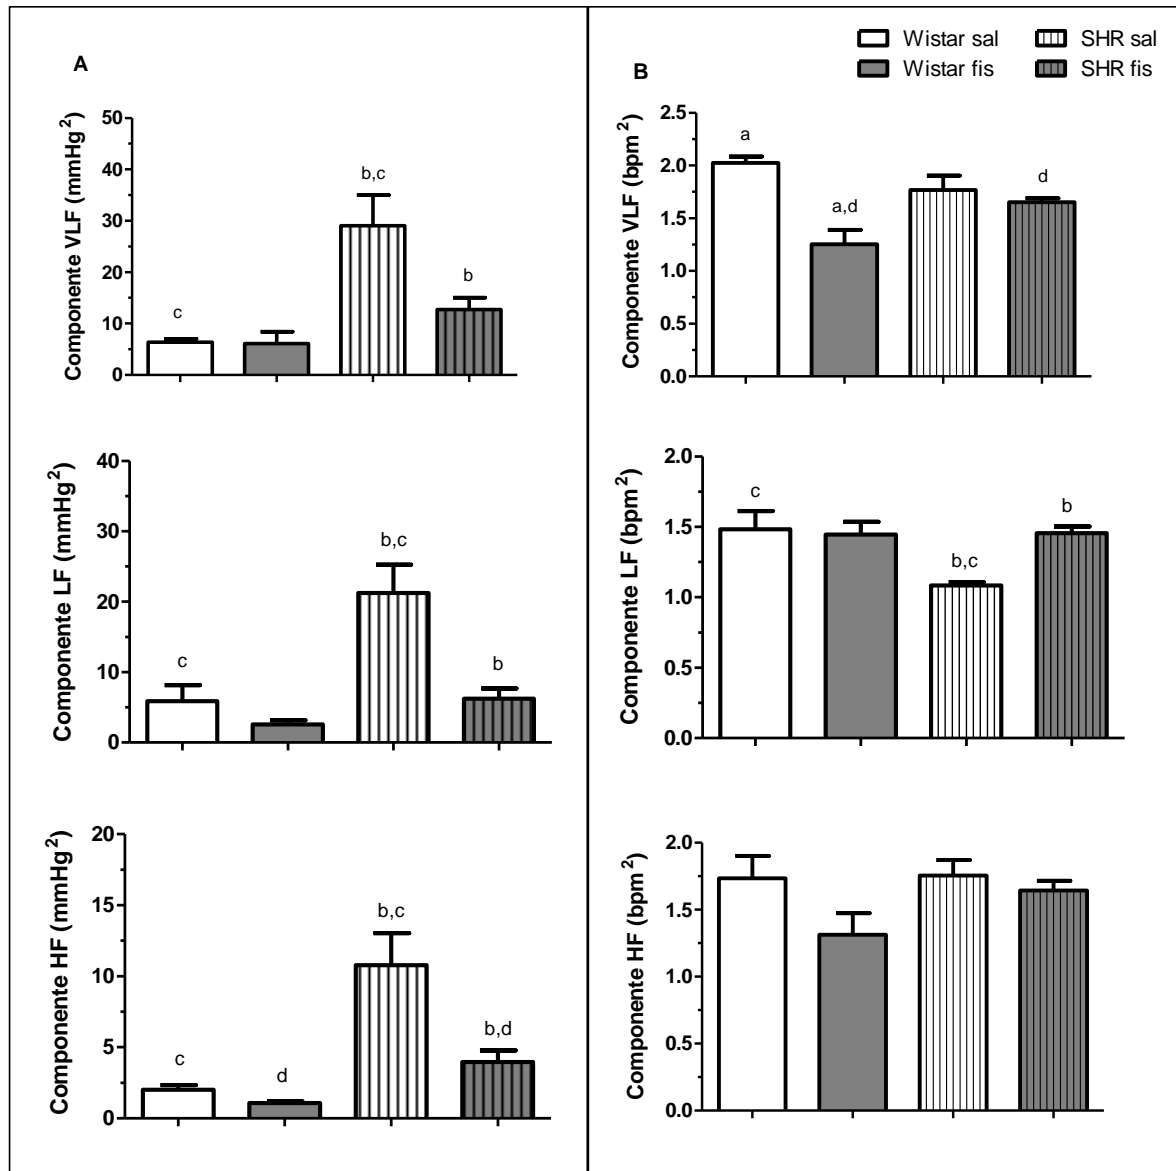 Wistar sal SHR sal
Wistar fis SHR fis
A
Componente VLF (mmHg²)
50
40
30
20
10
0
c
b,c
b
Componente LF (mmHg²)
40
30
20
10
0
c
b,c
b
Componente HF (mmHg²)
20
15
10
5
0
c
d
b,c
b,d
B
Componente VLF (bpm²)
2.5
2.0
1.5
1.0
0.5
0.0
a
a,d
d
Componente LF (bpm²)
2.0
1.5
1.0
0.5
0.0
c
b,c
b
Componente HF (bpm²)
2.0
1.5
1.0
0.5
0.0